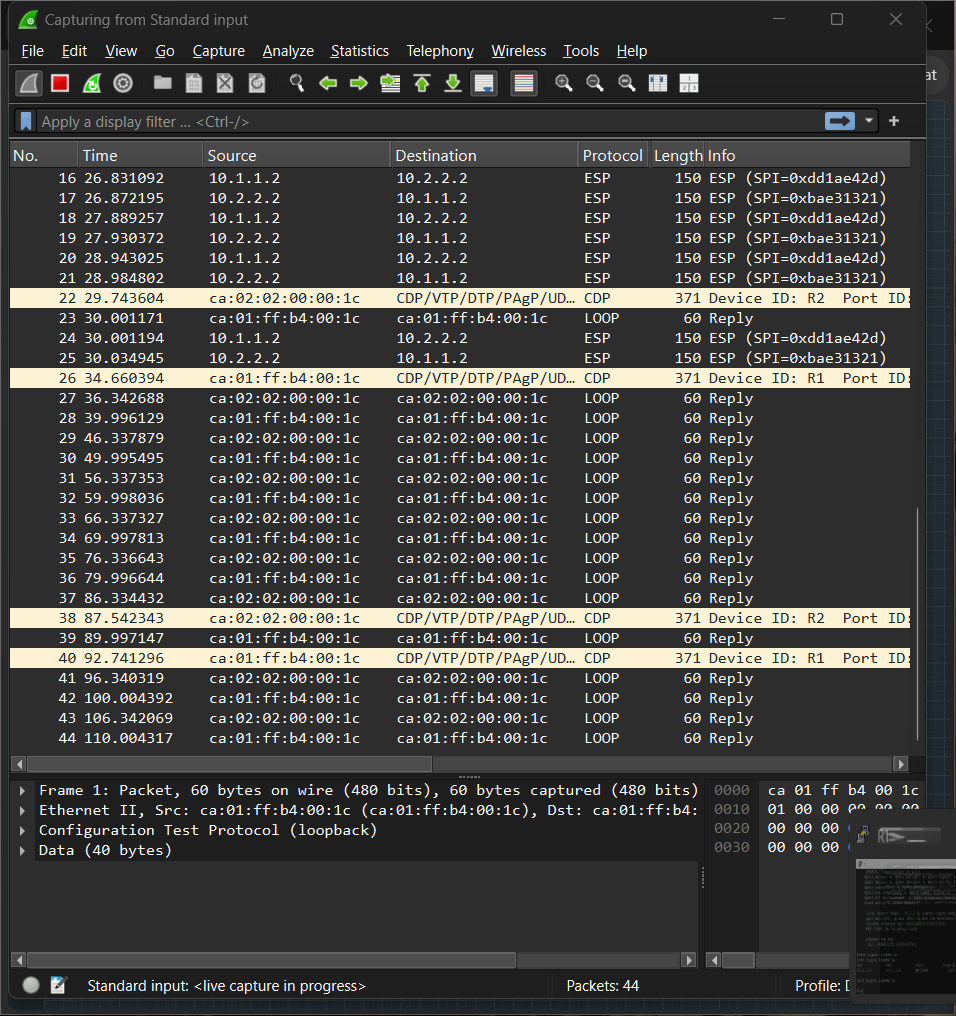 Capturing from Standard input
File Edit View Go Capture Analyze Statistics Telephony Wireless Tools Help
at
Apply a display filter ... <Ctrl-/>
No. Time Source Destination Protocol Length Info
16 26.831092 10.1.1.2 10.2.2.2 ESP 150 ESP (SPI=0xdd1ae42d)
17 26.872195 10.2.2.2 10.1.1.2 ESP 150 ESP (SPI=0xbae31321)
18 27.889257 10.1.1.2 10.2.2.2 ESP 150 ESP (SPI=0xdd1ae42d)
19 27.930372 10.2.2.2 10.1.1.2 ESP 150 ESP (SPI=0xbae31321)
20 28.943025 10.1.1.2 10.2.2.2 ESP 150 ESP (SPI=0xdd1ae42d)
21 28.984802 10.2.2.2 10.1.1.2 ESP 150 ESP (SPI=0xbae31321)
22 29.743604 ca:02:02:00:00:1c CDP/VTP/DTP/PAgP/UD… CDP 371 Device ID: R2 Port ID:
23 30.001171 ca:01:ff:b4:00:1c ca:01:ff:b4:00:1c LOOP 60 Reply
24 30.001194 10.1.1.2 10.2.2.2 ESP 150 ESP (SPI=0xdd1ae42d)
25 30.034945 10.2.2.2 10.1.1.2 ESP 150 ESP (SPI=0xbae31321)
26 34.660394 ca:01:ff:b4:00:1c CDP/VTP/DTP/PAgP/UD… CDP 371 Device ID: R1 Port ID:
27 36.342688 ca:02:02:00:00:1c ca:02:02:00:00:1c LOOP 60 Reply
28 39.996129 ca:01:ff:b4:00:1c ca:01:ff:b4:00:1c LOOP 60 Reply
29 46.337879 ca:02:02:00:00:1c ca:02:02:00:00:1c LOOP 60 Reply
30 49.995495 ca:01:ff:b4:00:1c ca:01:ff:b4:00:1c LOOP 60 Reply
31 56.337353 ca:02:02:00:00:1c ca:02:02:00:00:1c LOOP 60 Reply
32 59.998036 ca:01:ff:b4:00:1c ca:01:ff:b4:00:1c LOOP 60 Reply
33 66.337327 ca:02:02:00:00:1c ca:02:02:00:00:1c LOOP 60 Reply
34 69.997813 ca:01:ff:b4:00:1c ca:01:ff:b4:00:1c LOOP 60 Reply
35 76.336643 ca:02:02:00:00:1c ca:02:02:00:00:1c LOOP 60 Reply
36 79.996644 ca:01:ff:b4:00:1c ca:01:ff:b4:00:1c LOOP 60 Reply
37 86.334432 ca:02:02:00:00:1c ca:02:02:00:00:1c LOOP 60 Reply
38 87.542343 ca:02:02:00:00:1c CDP/VTP/DTP/PAgP/UD… CDP 371 Device ID: R2 Port ID:
39 89.997147 ca:01:ff:b4:00:1c ca:01:ff:b4:00:1c LOOP 60 Reply
40 92.741296 ca:01:ff:b4:00:1c CDP/VTP/DTP/PAgP/UD… CDP 371 Device ID: R1 Port ID:
41 96.340319 ca:02:02:00:00:1c ca:02:02:00:00:1c LOOP 60 Reply
42 100.004392 ca:01:ff:b4:00:1c ca:01:ff:b4:00:1c LOOP 60 Reply
43 106.342069 ca:02:02:00:00:1c ca:02:02:00:00:1c LOOP 60 Reply
44 110.004317 ca:01:ff:b4:00:1c ca:01:ff:b4:00:1c LOOP 60 Reply
Frame 1: Packet, 60 bytes on wire (480 bits), 60 bytes captured (480 bits) 0000 ca 01 ff b4 00 1c
Ethernet II, Src: ca:01:ff:b4:00:1c (ca:01:ff:b4:00:1c), Dst: ca:01:ff:b4: 0010 01 00 00 00 00 00
Configuration Test Protocol (loopback) 0020 00 00 00
Data (40 bytes) 0030 00 00 00
Standard input: <live capture in progress> Packets: 44 Profile: